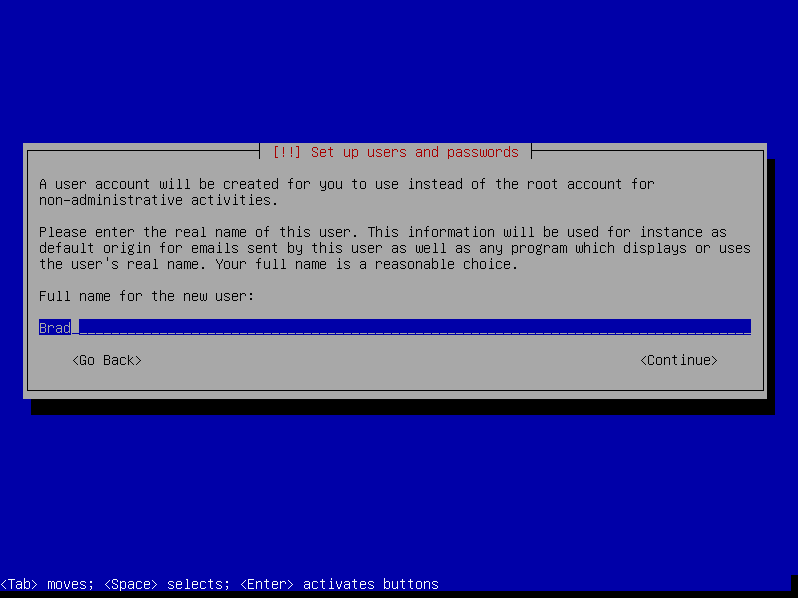 [!!] Set up users and passwords
A user account will be created for you to use instead of the root account for
non-administrative activities.
Please enter the real name of this user. This information will be used for instance as
default origin for emails sent by this user as well as any program which displays or uses
the user's real name. Your full name is a reasonable choice.
Full name for the new user:
Brad
<Go Back> <Continue>
<Tab> moves; <Space> selects; <Enter> activates buttons